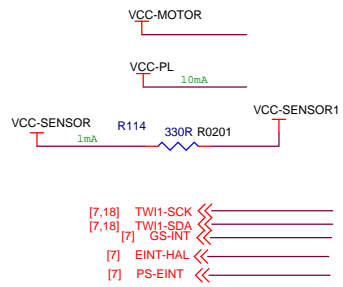 VCC-MOTOR
VCC-PL
10mA
VCC-SENSOR1
VCC-SENSOR
R114 330R R0201
1mA
[7,18] TWI1-SCK
[7,18] TWI1-SDA
[7] GS-INT
[7] EINT-HAL
[7] PS-EINT